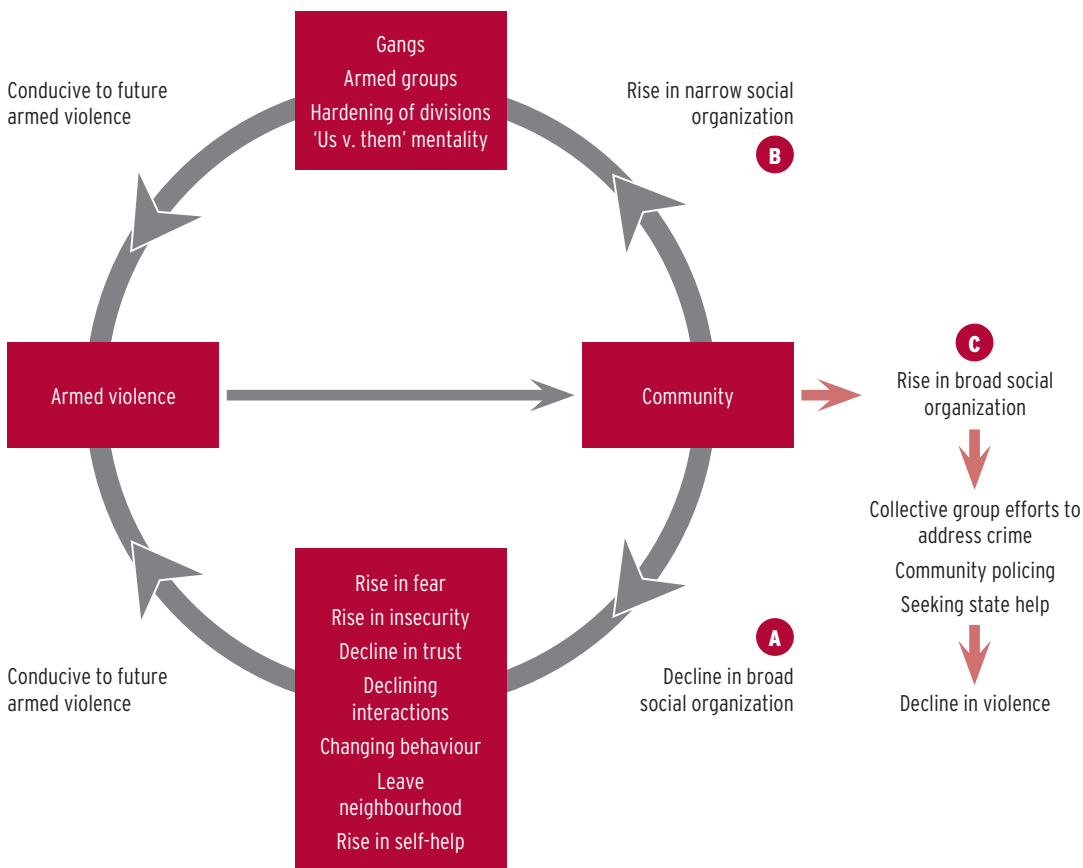 Gangs
Armed groups
Hardening of divisions
‘Us v. them’ mentality
Conducive to future
armed violence
Rise in narrow social
organization
B
Armed violence
Community
C
Rise in broad social
organization
Collective group efforts to
address crime
Community policing
Seeking state help
Decline in violence
Rise in fear
Rise in insecurity
Decline in trust
Declining
interactions
Changing behaviour
Leave
neighbourhood
Rise in self-help
Conducive to future
armed violence
A
Decline in broad
social organization